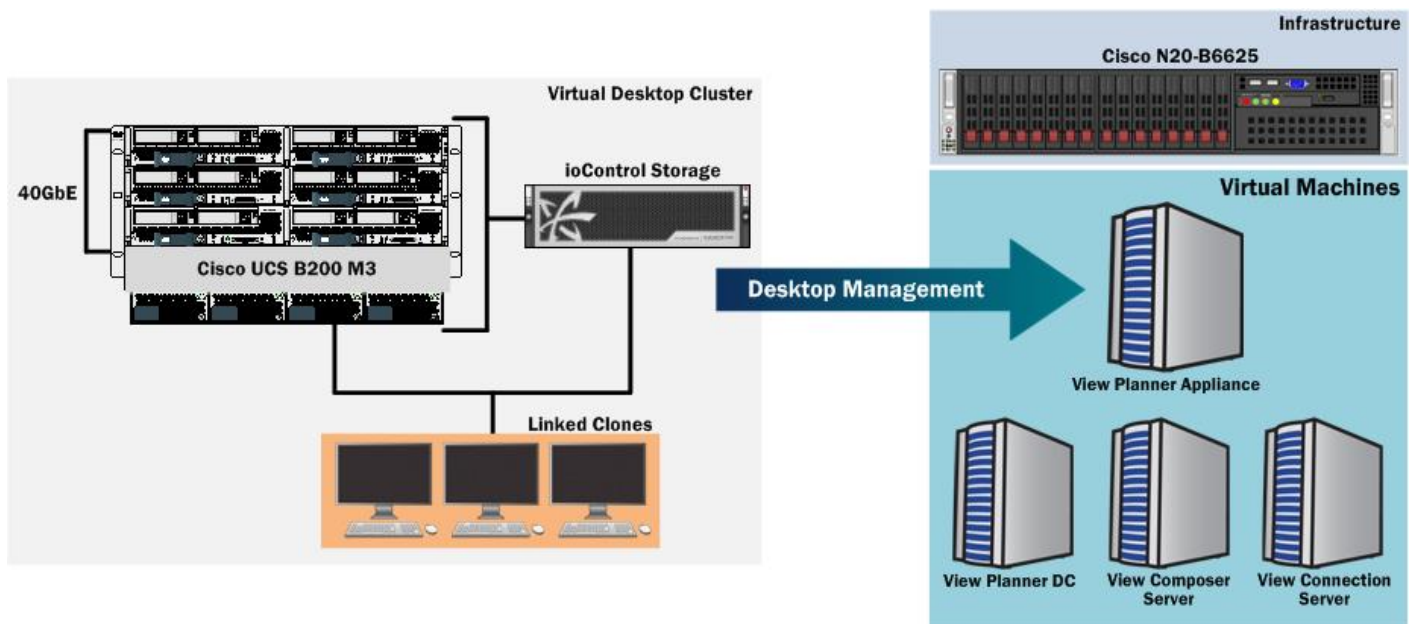 Infrastructure
Cisco N20-B6625
Virtual Desktop Cluster
40GbE
Cisco UCS B200 M3
ioControl Storage
Linked Clones
Desktop Management
Virtual Machines
View Planner Appliance
View Planner DC
View Composer
Server
View Connection
Server